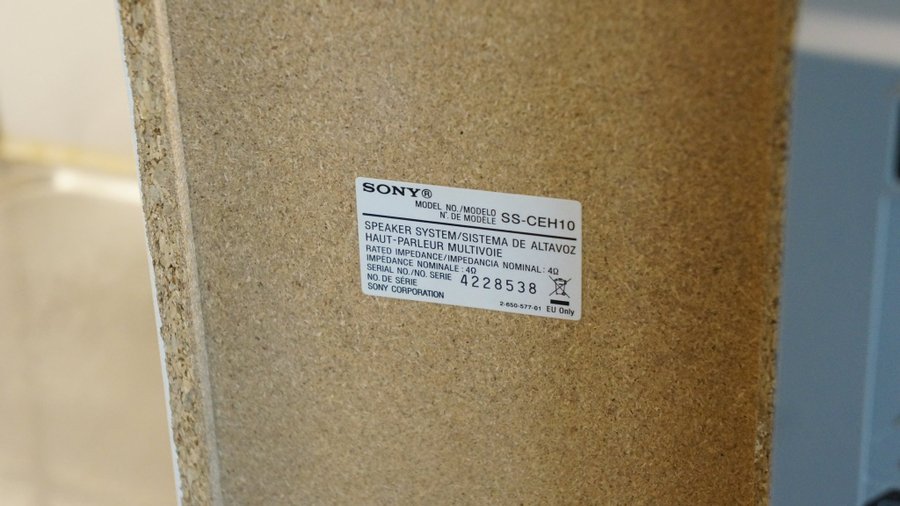 SONY®
MODEL NO./MODELO
N°. DE MODÈLE SS-CEH10
SPEAKER SYSTEM/SISTEMA DE ALTAVOZ
HAUT-PARLEUR MULTIVOIE
RATED IMPEDANCE/IMPEDANCIA NOMINAL: 4Ω
IMPÉDANCE NOMINALE: 4Ω
SERIAL NO./NO. SERIE
NO. DE SÉRIE 4228538
SONY CORPORATION
2-650-577-01 EU Only